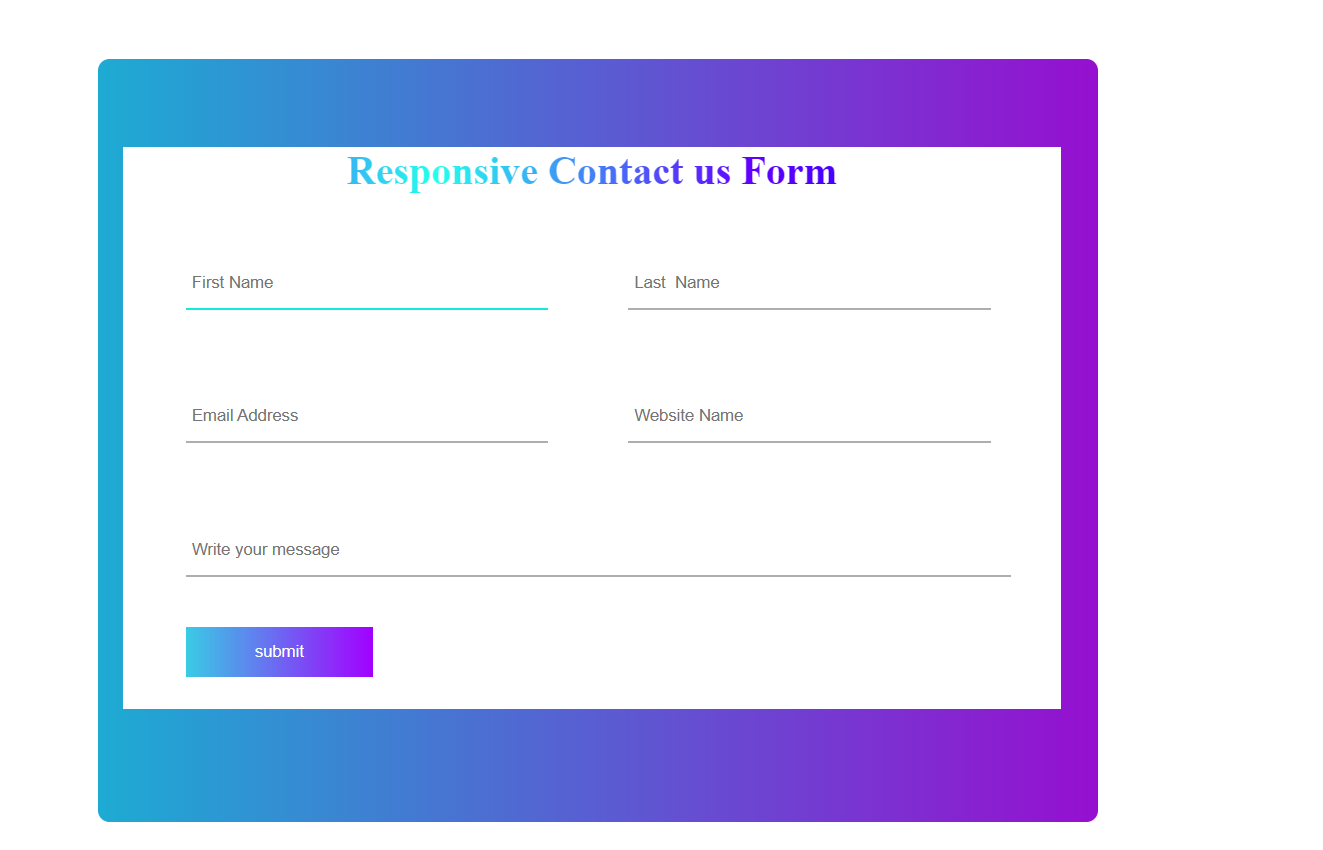 Responsive Contact us Form
First Name
Last  Name
Email Address
Website Name
Write your message
submit